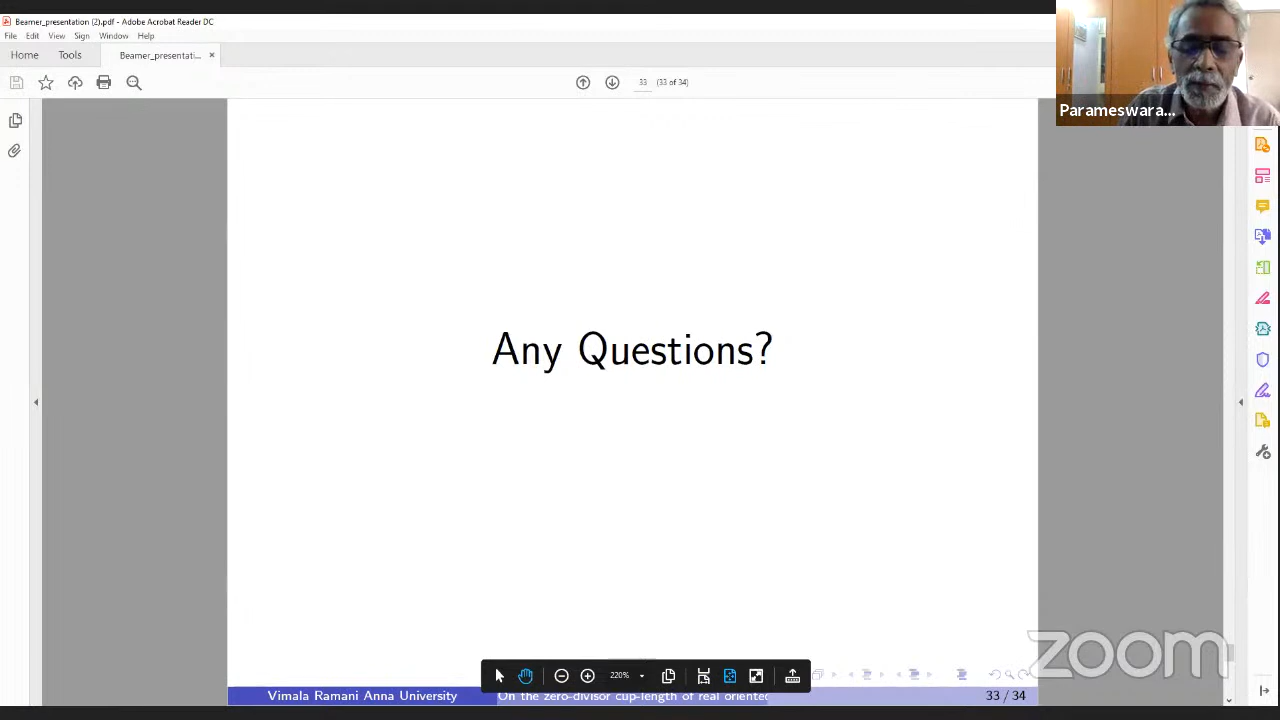 Beamer_presentation (2).pdf - Adobe Acrobat Reader DC
File Edit View Sign Window Help
Home Tools Beamer_presentati... ×
33 (33 of 34)
Parameswara...
Any Questions?
220%
zoom
Vimala Ramani Anna University On the zero-divisor cup-length of real oriented 33 / 34